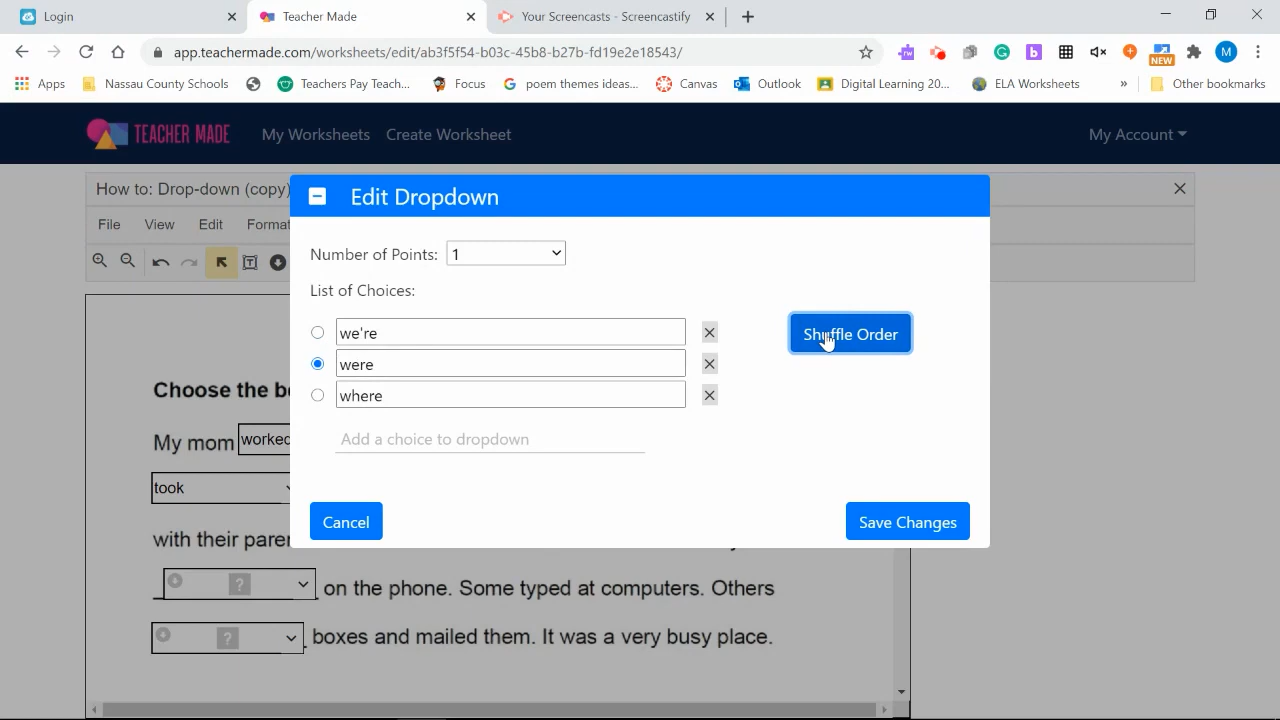 Login
Teacher Made
Your Screencasts - Screencastify
app.teachermade.com/worksheets/edit/ab3f5f54-b03c-45b8-b27b-fd19e2e18543/
NEW
M
Apps
Nassau County Schools
Teachers Pay Teach...
Focus
poem themes ideas...
Canvas
Outlook
Digital Learning 20...
ELA Worksheets
»
Other bookmarks
TEACHER MADE
My Worksheets
Create Worksheet
My Account
How to: Drop-down (copy)
File
View
Edit
Format
Edit Dropdown
Number of Points: 1
List of Choices:
we're
were
where
Add a choice to dropdown
Shuffle Order
Cancel
Save Changes
Choose the b
My mom worked
took
with their paren
? on the phone. Some typed at computers. Others
? boxes and mailed them. It was a very busy place.